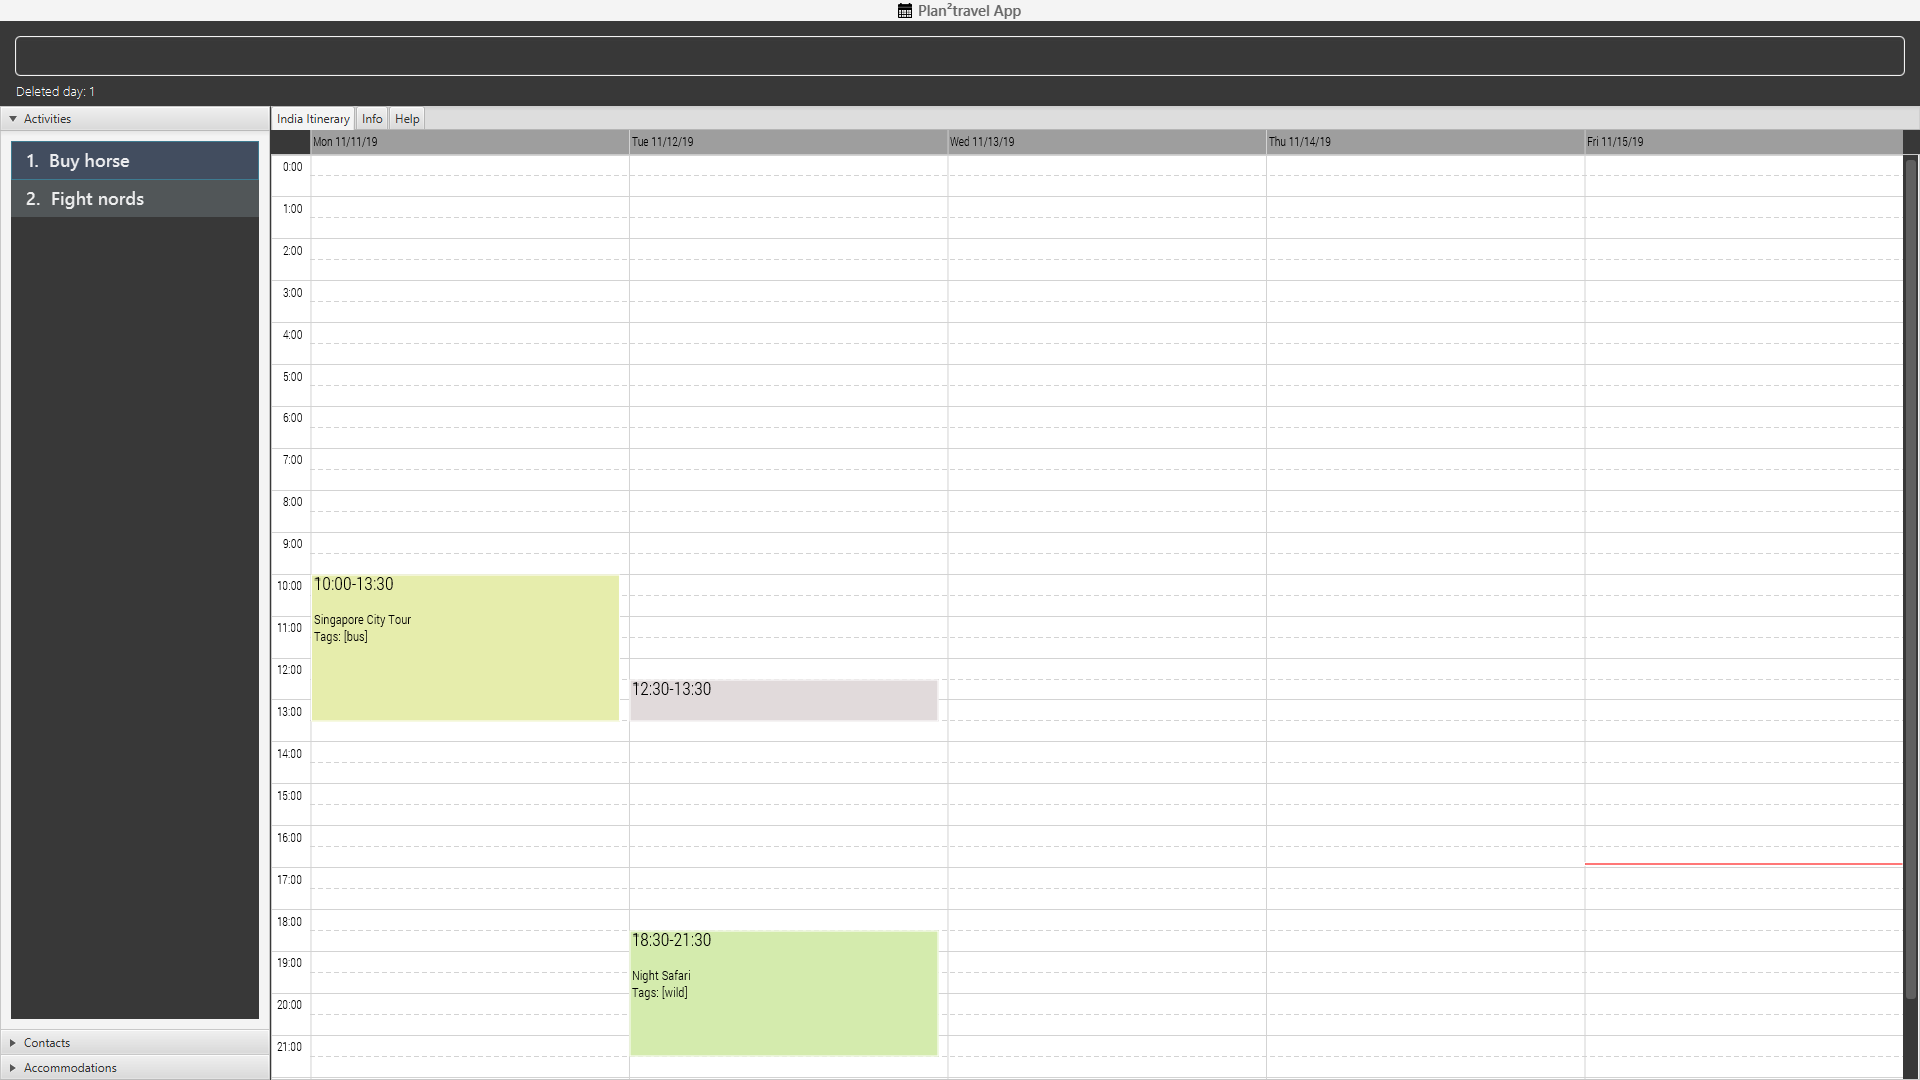 Plan²travel App
Deleted day: 1
Activities
1. Buy horse
2. Fight nords
Contacts
Accommodations
India Itinerary Info Help
Mon 11/11/19 Tue 11/12/19 Wed 11/13/19 Thu 11/14/19 Fri 11/15/19
0:00
1:00
2:00
3:00
4:00
5:00
6:00
7:00
8:00
9:00
10:00
11:00
12:00
13:00
14:00
15:00
16:00
17:00
18:00
19:00
20:00
21:00
10:00-13:30
Singapore City Tour
Tags: [bus]
12:30-13:30
18:30-21:30
Night Safari
Tags: [wild]